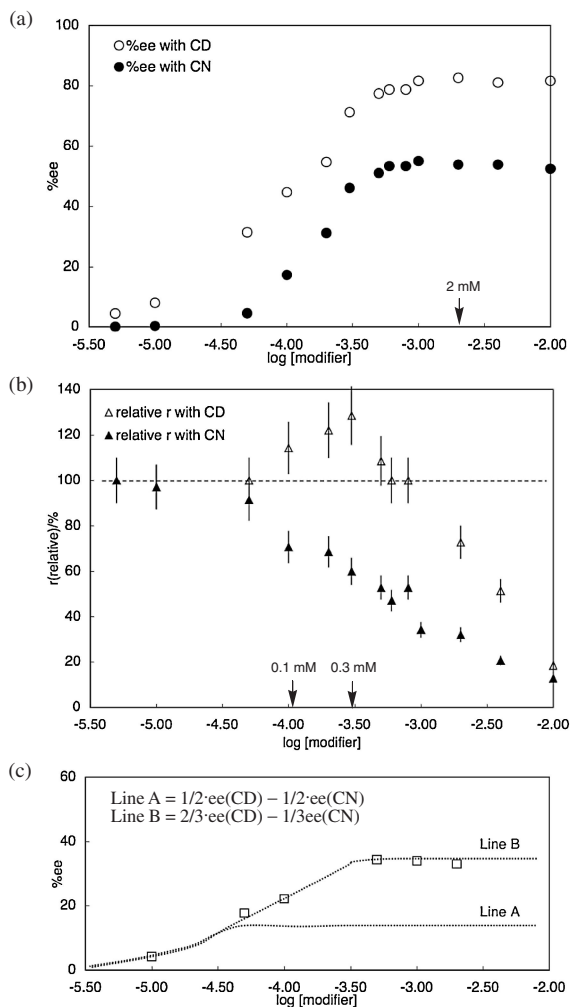 (a)
100
80
60
40
20
0
%ee
%ee with CD
%ee with CN
2 mM
-5.50 -5.00 -4.50 -4.00 -3.50 -3.00 -2.50 -2.00
log [modifier]
(b)
140
120
100
80
60
40
20
0
r(relative)/%
relative r with CD
relative r with CN
0.1 mM 0.3 mM
-5.50 -5.00 -4.50 -4.00 -3.50 -3.00 -2.50 -2.00
log [modifier]
(c)
60
40
20
0
%ee
Line A = 1/2·ee(CD) – 1/2·ee(CN)
Line B = 2/3·ee(CD) – 1/3ee(CN)
Line B
Line A
-5.50 -5.00 -4.50 -4.00 -3.50 -3.00 -2.50 -2.00
log [modifier]